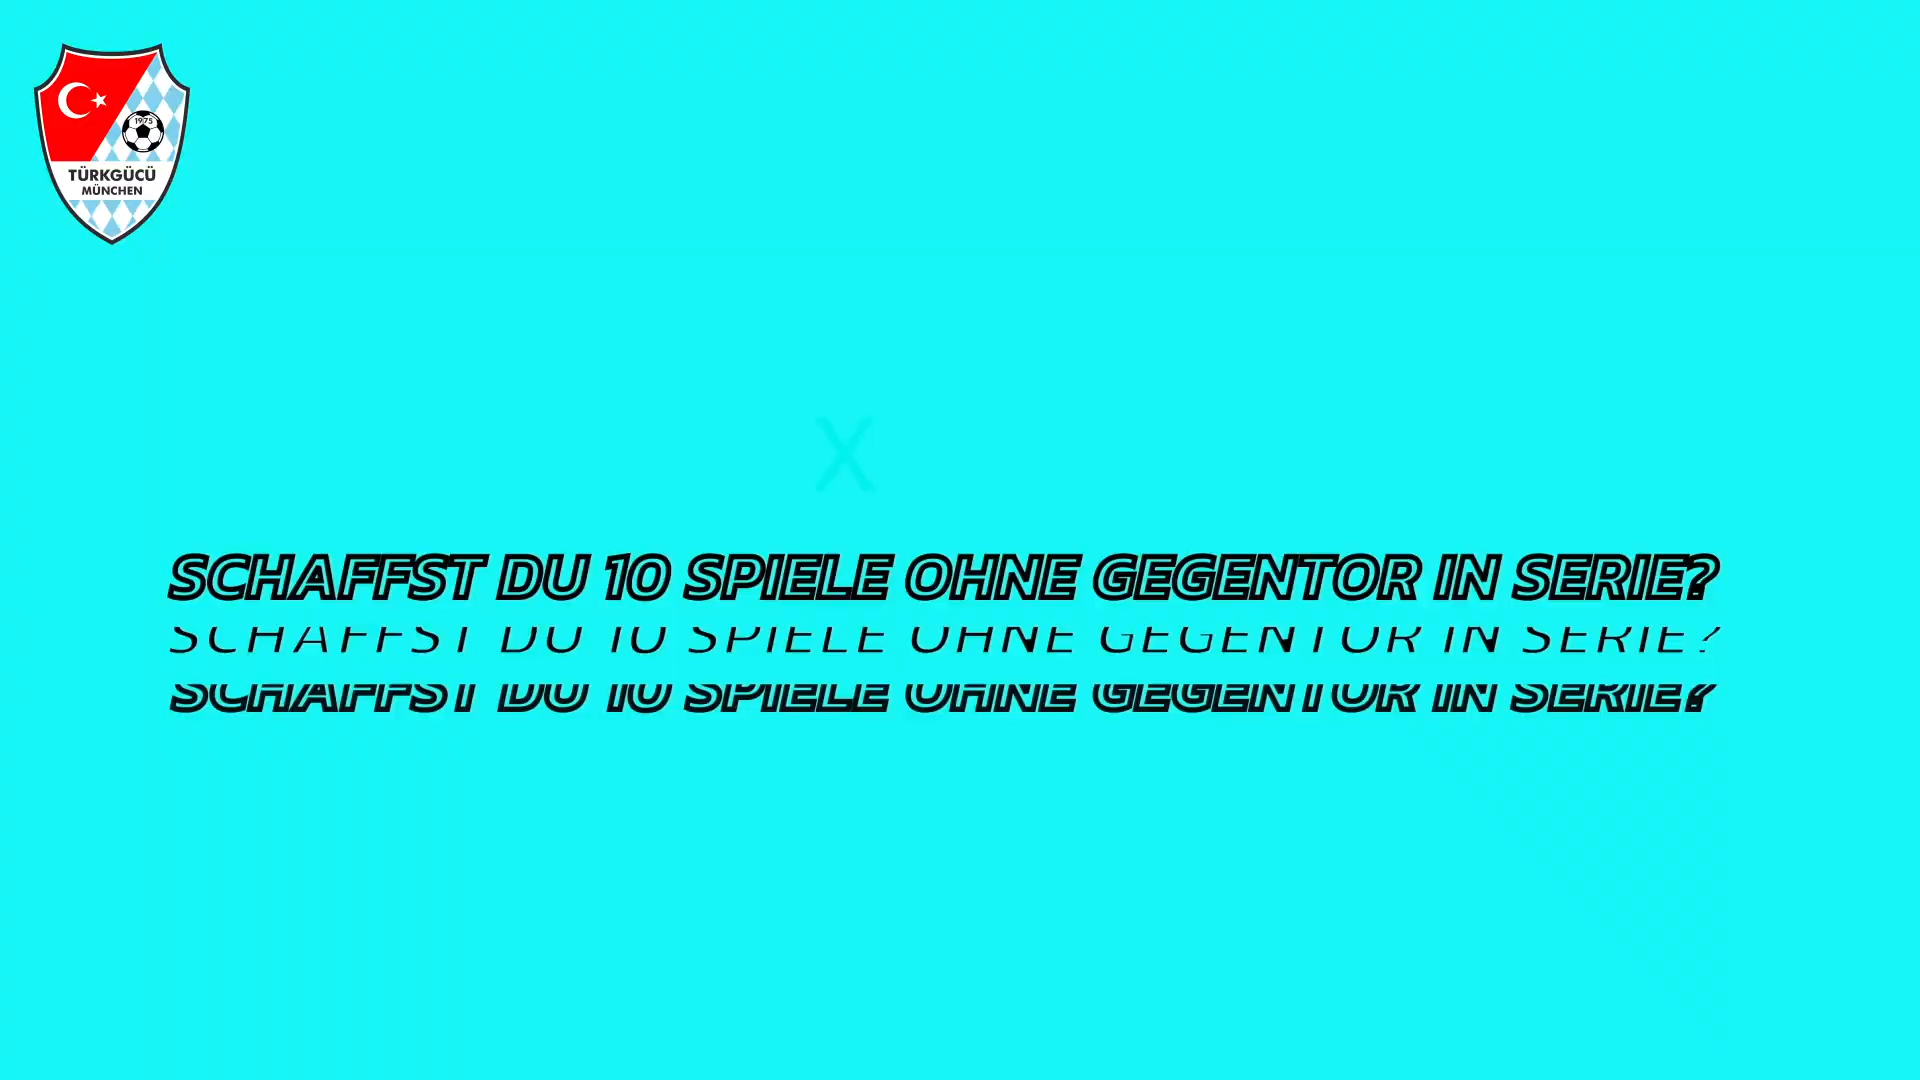 1975
TÜRKGÜCÜ
MÜNCHEN
X
SCHAFFST DU 10 SPIELE OHNE GEGENTOR IN SERIE?
SCHAFFST DU 10 SPIELE OHNE GEGENTOR IN SERIE?
SCHAFFST DU 10 SPIELE OHNE GEGENTOR IN SERIE?